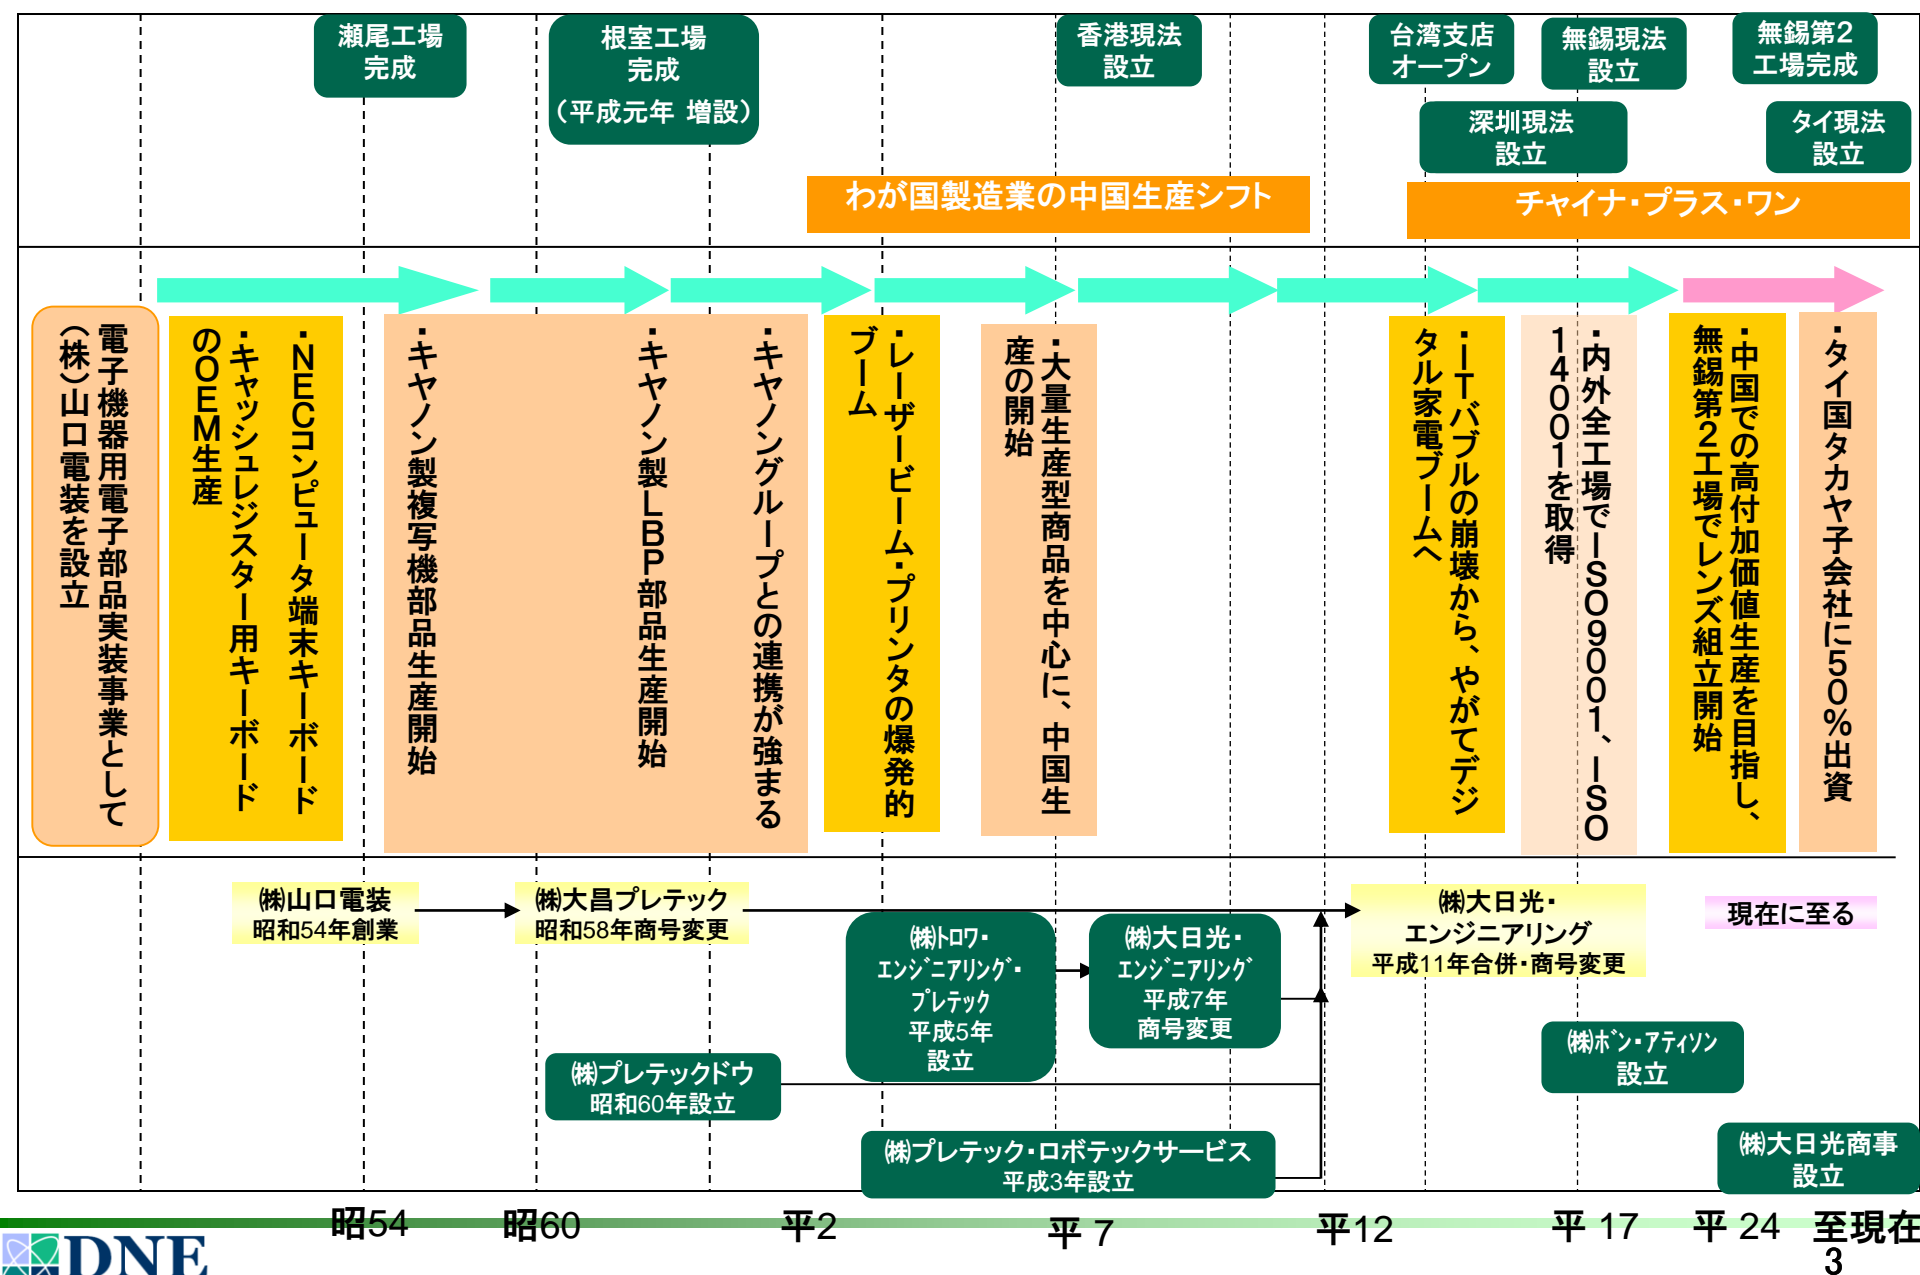 瀬尾工場
完成
根室工場
完成
（平成元年 増設）
香港現法
設立
台湾支店
オープン
無錫現法
設立
無錫第2
工場完成
深圳現法
設立
タイ現法
設立
わが国製造業の中国生産シフト
チャイナ・プラス・ワン
電子機器用電子部品実装事業として
（株）山口電装を設立
・NECコンピュータ端末キーボード
・キャッシュレジスター用キーボード
のOEM生産
・キヤノン製複写機部品生産開始
・キヤノン製LBP部品生産開始
・キヤノングループとの連携が強まる
・レーザービーム・プリンタの爆発的
ブーム
・大量生産型商品を中心に、中国生
産の開始
・ITバブルの崩壊から、やがてデジ
タル家電ブームへ
・内外全工場でISO9001、ISO
14001を取得
・中国での高付加価値生産を目指し、
無錫第2工場でレンズ組立開始
・タイ国タカヤ子会社に50%出資
㈱山口電装
昭和54年創業
㈱大昌プレテック
昭和58年商号変更
㈱大日光・
エンジニアリング
平成11年合併・商号変更
現在に至る
㈱ﾄﾛﾜ・
ｴﾝｼﾞﾆｱﾘﾝｸﾞ・
ﾌﾟﾚﾃｯｸ
平成5年
設立
㈱大日光・
ｴﾝｼﾞﾆｱﾘﾝｸﾞ
平成7年
商号変更
㈱プレテックドウ
昭和60年設立
㈱プレテック・ロボテックサービス
平成3年設立
㈱ﾎﾞﾝ・ｱﾃｨｿﾝ
設立
㈱大日光商事
設立
昭54
昭60
平2
平 7
平12
平 17
平 24
至現在
DNE
3